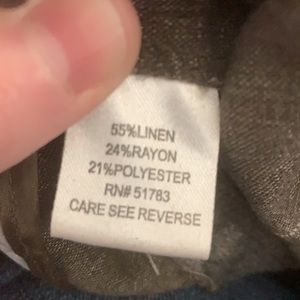 55%LINEN
24%RAYON
21%POLYESTER
RN# 51783
CARE SEE REVERSE